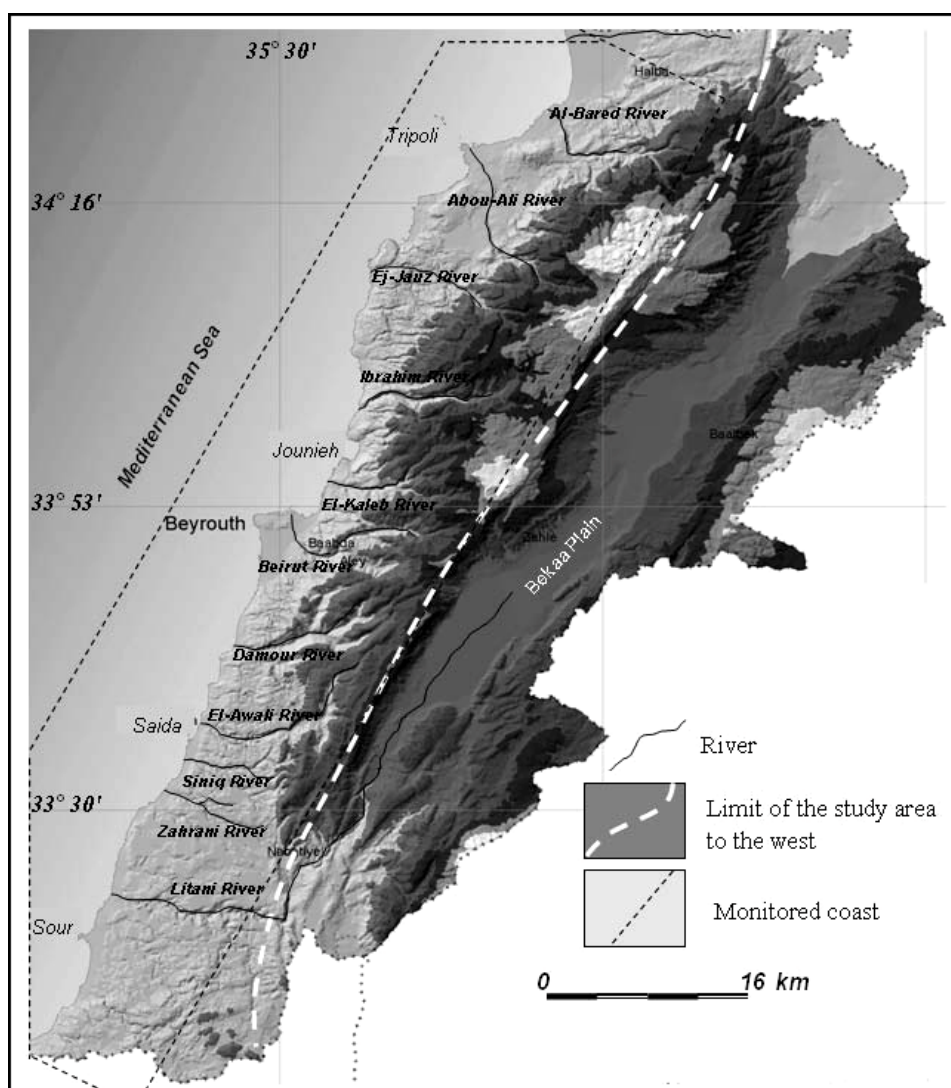 35° 30'
Halba
Al-Bared River
Tripoli
34° 16'
Abou-Ali River
Ej-Jauz River
Mediterranean Sea
Ibrahim River
Baalbek
Jounieh
33° 53'
El-Kaleb River
Beyrouth
Zahle
Baabda
Aley
Beirut River
Bekaa Plain
Damour River
El-Awali River
Saida
River
Siniq River
33° 30'
Limit of the study area
to the west
Zahrani River
Nabatiye
Litani River
Monitored coast
Sour
0 16 km